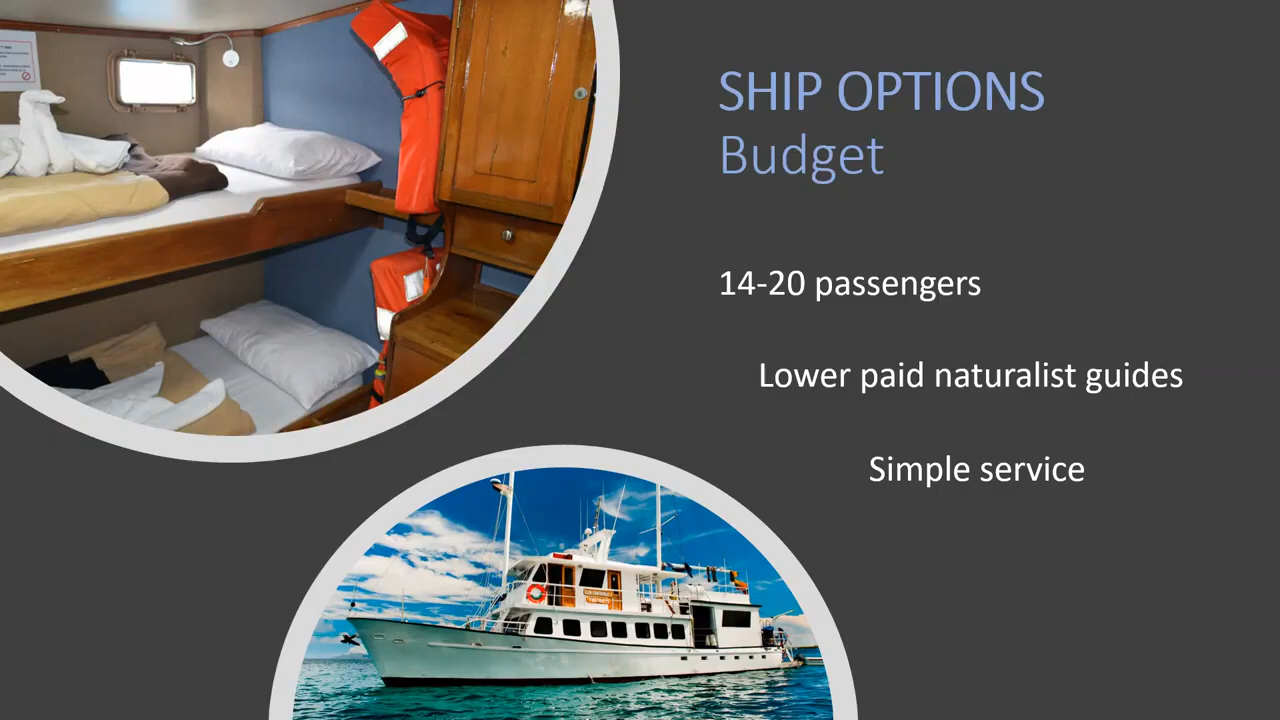 SHIP OPTIONS
Budget
14-20 passengers
Lower paid naturalist guides
Simple service